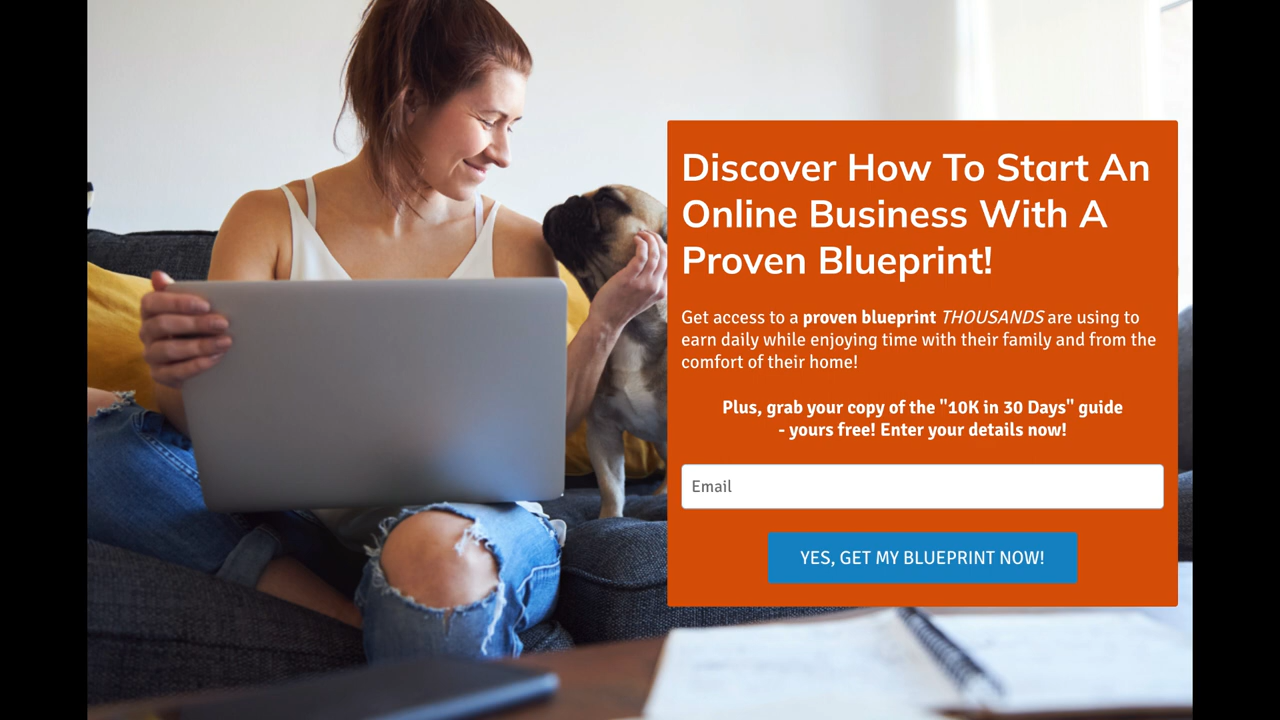 Discover How To Start An
Online Business With A
Proven Blueprint!
Get access to a proven blueprint THOUSANDS are using to
earn daily while enjoying time with their family and from the
comfort of their home!
Plus, grab your copy of the "10K in 30 Days" guide
- yours free! Enter your details now!
Email
YES, GET MY BLUEPRINT NOW!